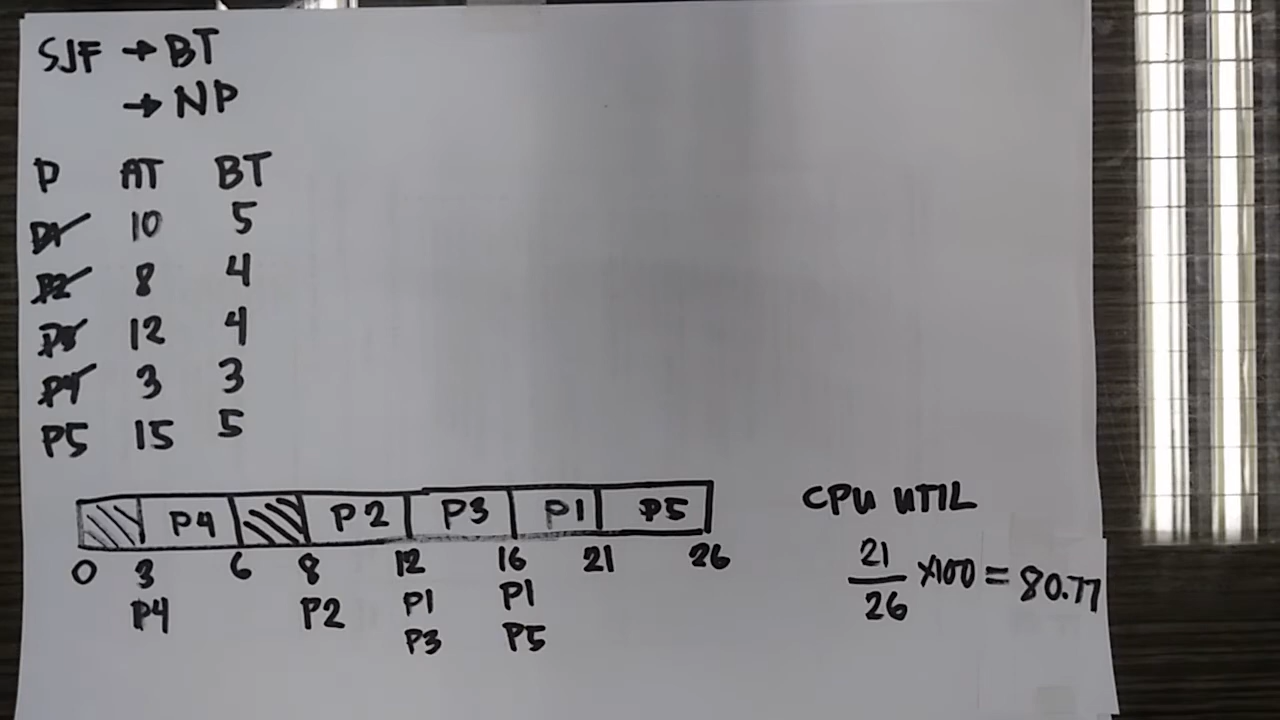 SJF → BT
→ NP
P AT BT
P1 10 5
P2 8 4
P3 12 4
P4 3 3
P5 15 5
P4 P2 P3 P1 P5
0 3 6 8 12 16 21 26
P4 P2 P1 P1
P3 P5
CPU UTIL
21
26 ×100 = 80.77